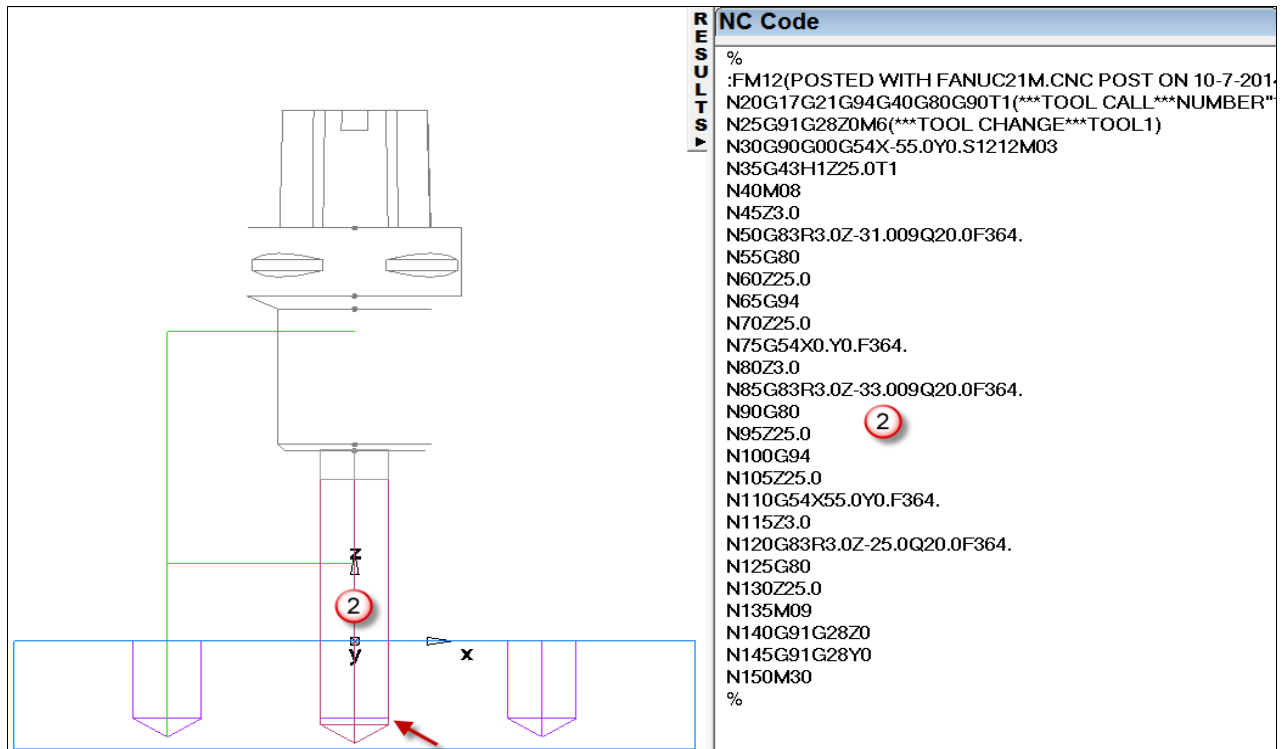 RESULTS
NC Code
%
:FM12(POSTED WITH FANUC21M.CNC POST ON 10-7-201
N20G17G21G94G40G80G90T1(***TOOL CALL***NUMBER"
N25G91G28Z0M6(***TOOL CHANGE***TOOL1)
N30G90G00G54X-55.0Y0.S1212M03
N35G43H1Z25.0T1
N40M08
N45Z3.0
N50G83R3.0Z-31.009Q20.0F364.
N55G80
N60Z25.0
N65G94
N70Z25.0
N75G54X0.Y0.F364.
N80Z3.0
N85G83R3.0Z-33.009Q20.0F364.
N90G80
2
N95Z25.0
N100G94
N105Z25.0
N110G54X55.0Y0.F364.
N115Z3.0
N120G83R3.0Z-25.0Q20.0F364.
N125G80
N130Z25.0
N135M09
N140G91G28Z0
N145G91G28Y0
N150M30
%
z
2
y
x